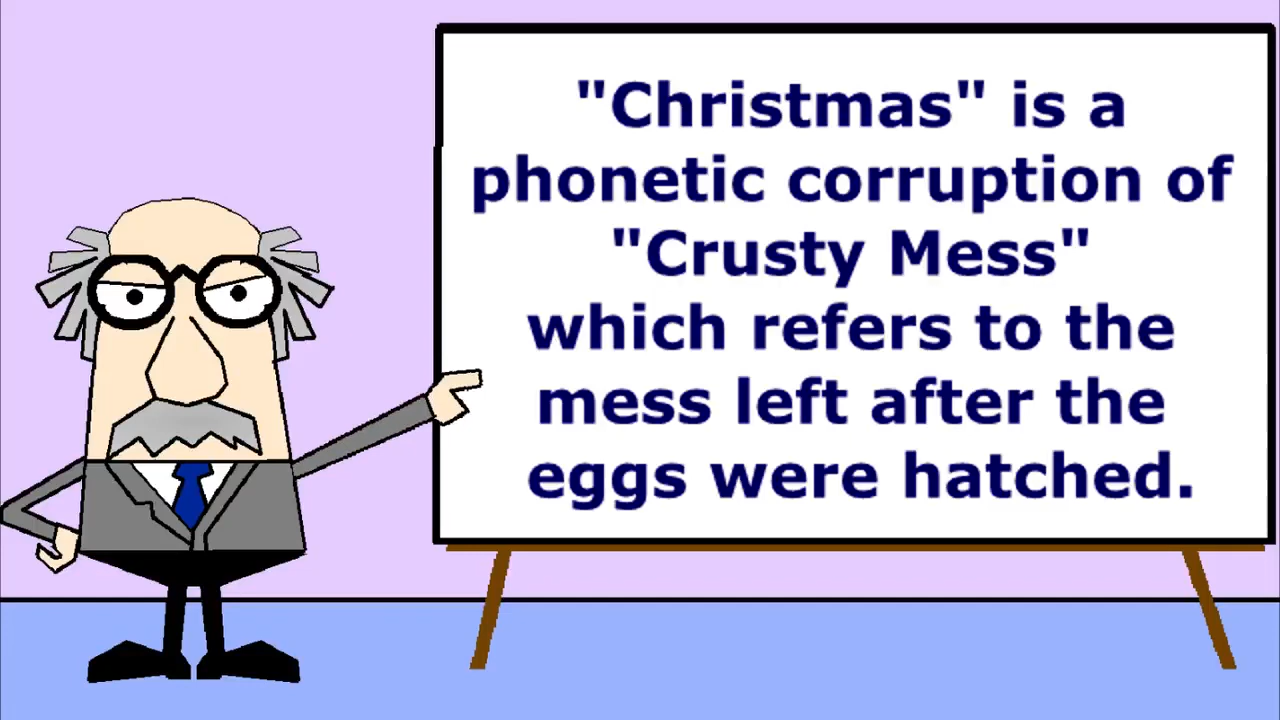 "Christmas" is a
phonetic corruption of
"Crusty Mess"
which refers to the
mess left after the
eggs were hatched.